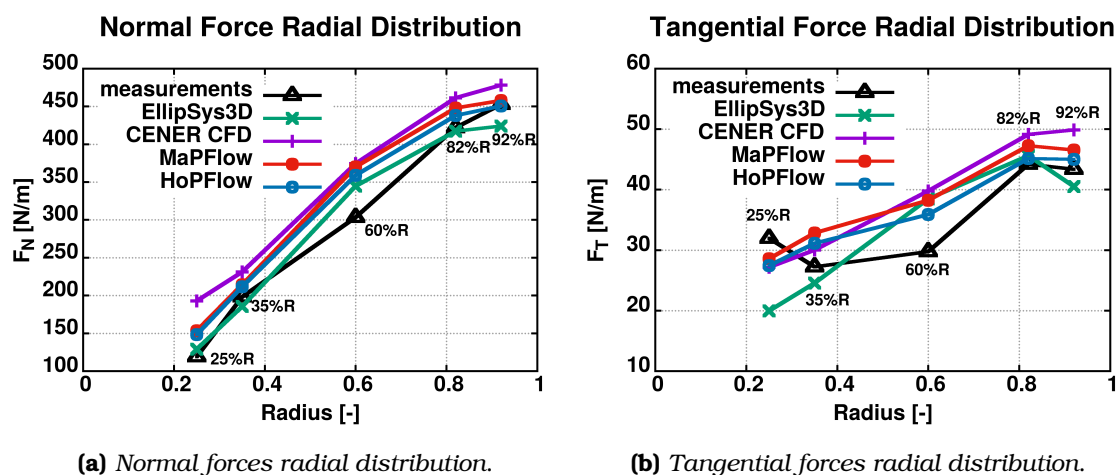 Normal Force Radial Distribution
500
450
400
350
300
250
200
150
100
F_N [N/m]
measurements
EllipSys3D
CENER CFD
MaPFlow
HoPFlow
82%R
92%R
60%R
35%R
25%R
0
0.2
0.4
0.6
0.8
1
Radius [-]
(a) Normal forces radial distribution.
Tangential Force Radial Distribution
60
50
40
30
20
10
F_T [N/m]
measurements
EllipSys3D
CENER CFD
MaPFlow
HoPFlow
92%R
82%R
25%R
60%R
35%R
0
0.2
0.4
0.6
0.8
1
Radius [-]
(b) Tangential forces radial distribution.